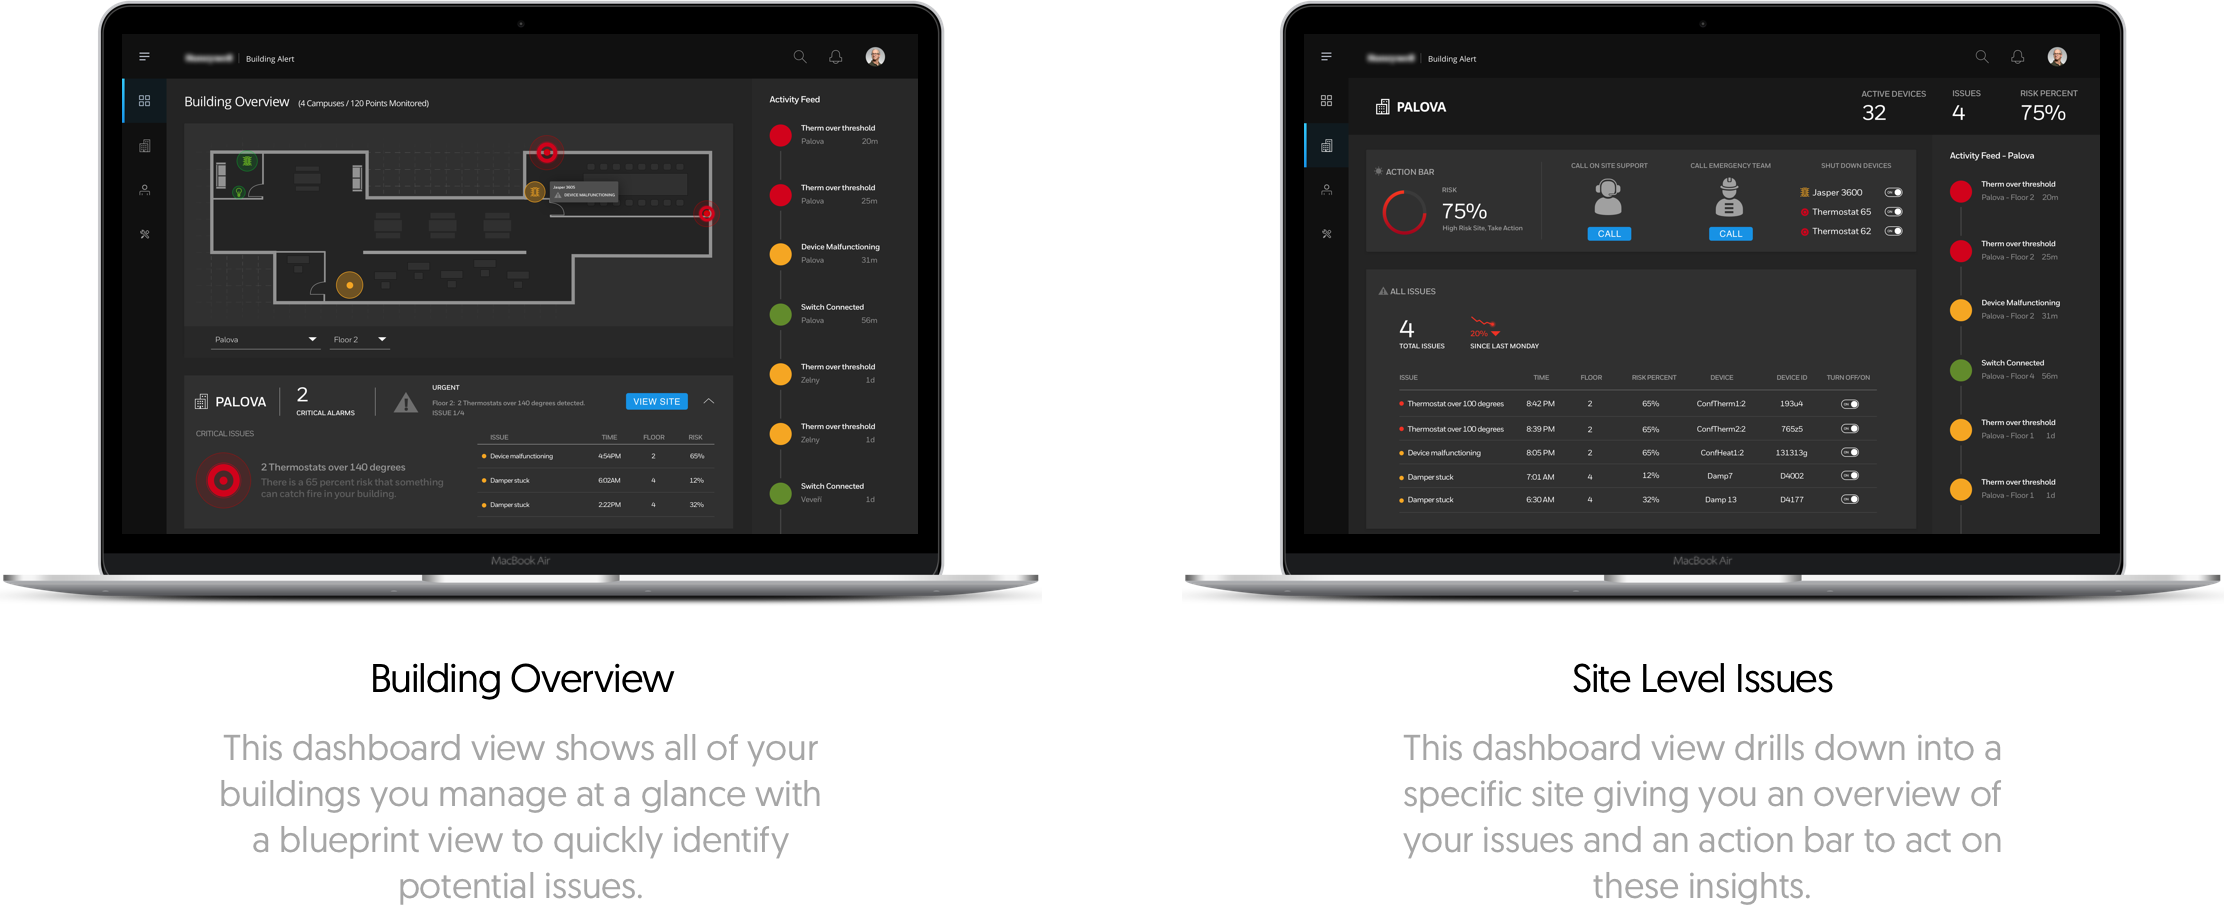 Building Alert
Building Overview (4 Campuses / 120 Points Monitored)
Jasper 3605
DEVICE MALFUNCTIONING
Palova
Floor 2
PALOVA
2
CRITICAL ALARMS
URGENT
Floor 2: 2 Thermostats over 140 degrees detected.
ISSUE 1/4
VIEW SITE
CRITICAL ISSUES
2 Thermostats over 140 degrees
There is a 65 percent risk that something
can catch fire in your building.
ISSUE TIME FLOOR RISK
Device malfunctioning 4:54PM 2 65%
Damper stuck 6:02AM 4 12%
Damper stuck 2:22PM 4 32%
Activity Feed
Therm over threshold
Palova 20m
Therm over threshold
Palova 25m
Device Malfunctioning
Palova 31m
Switch Connected
Palova 56m
Therm over threshold
Zelny 1d
Therm over threshold
Zelny 1d
Switch Connected
Vevefl 1d
MacBook Air
Building Overview
This dashboard view shows all of your
buildings you manage at a glance with
a blueprint view to quickly identify
potential issues.
Building Alert
PALOVA
ACTIVE DEVICES
32
ISSUES
4
RISK PERCENT
75%
ACTION BAR
RISK
75%
High Risk Site, Take Action
CALL ON SITE SUPPORT
CALL
CALL EMERGENCY TEAM
CALL
SHUT DOWN DEVICES
Jasper 3600 ON
Thermostat 65 ON
Thermostat 62 ON
ALL ISSUES
4
TOTAL ISSUES
20%
SINCE LAST MONDAY
ISSUE TIME FLOOR RISK PERCENT DEVICE DEVICE ID TURN OFF/ON
Thermostat over 100 degrees 8:42 PM 2 65% ConfTherm1:2 193u4 ON
Thermostat over 100 degrees 8:39 PM 2 65% ConfTherm2:2 765z5 ON
Device malfunctioning 8:05 PM 2 65% ConfHeat1:2 131313g ON
Damper stuck 7:01 AM 4 12% Damp7 D4002 ON
Damper stuck 6:30 AM 4 32% Damp 13 D4177 ON
Activity Feed - Palova
Therm over threshold
Palova - Floor 2 20m
Therm over threshold
Palova - Floor 2 25m
Device Malfunctioning
Palova - Floor 2 31m
Switch Connected
Palova - Floor 4 56m
Therm over threshold
Palova - Floor 1 1d
Therm over threshold
Palova - Floor 1 1d
MacBook Air
Site Level Issues
This dashboard view drills down into a
specific site giving you an overview of
your issues and an action bar to act on
these insights.